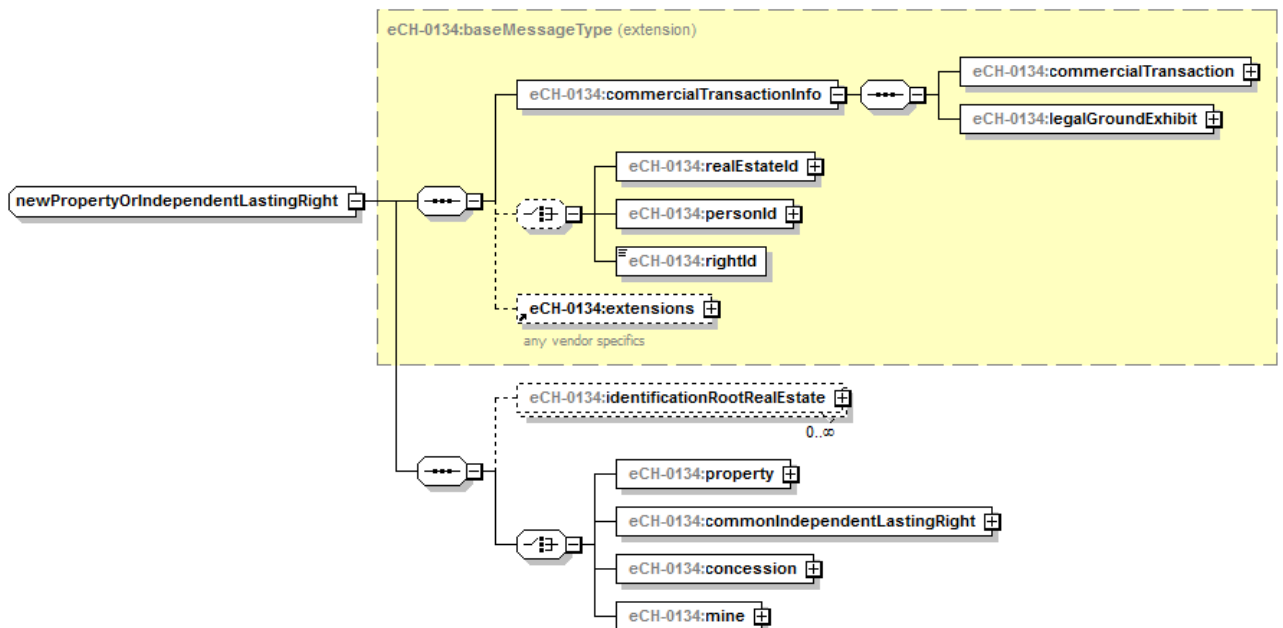 eCH-0134:baseMessageType (extension)
eCH-0134:commercialTransactionInfo
eCH-0134:commercialTransaction
eCH-0134:legalGroundExhibit
newPropertyOrIndependentLastingRight
eCH-0134:realEstateId
eCH-0134:personId
eCH-0134:rightId
eCH-0134:extensions
any vendor specifics
eCH-0134:identificationRootRealEstate
0..∞
eCH-0134:property
eCH-0134:commonIndependentLastingRight
eCH-0134:concession
eCH-0134:mine